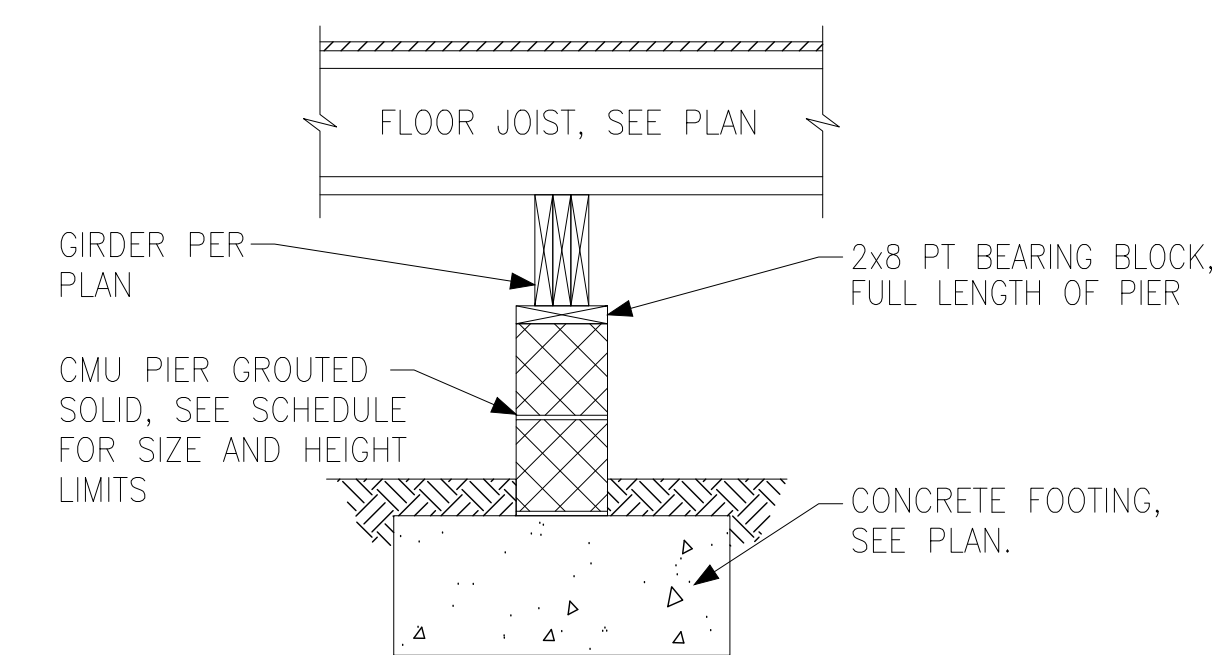 FLOOR JOIST, SEE PLAN
GIRDER PER
PLAN
2x8 PT BEARING BLOCK,
FULL LENGTH OF PIER
CMU PIER GROUTED
SOLID, SEE SCHEDULE
FOR SIZE AND HEIGHT
LIMITS
CONCRETE FOOTING,
SEE PLAN.